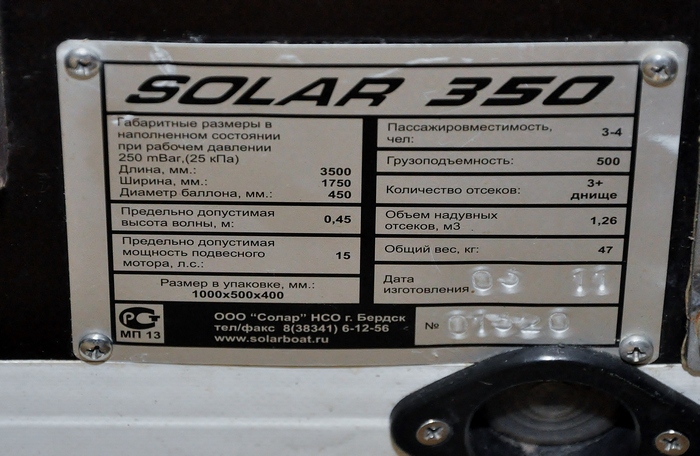 SOLAR 350
Габаритные размеры в
наполненном состоянии
при рабочем давлении
250 mBar,(25 кПа)
Длина, мм.: 3500
Ширина, мм.: 1750
Диаметр баллона, мм.: 450
Предельно допустимая
высота волны, м: 0,45
Предельно допустимая
мощность подвесного
мотора, л.с.: 15
Размер в упаковке, мм.:
1000х500х400
Пассажировместимость,
чел: 3-4
Грузоподъемность: 500
Количество отсеков: 3+
днище
Объем надувных
отсеков, м3 1,26
Общий вес, кг: 47
Дата
изготовления 11
№
РСТ
МП 13
ООО "Солар" НСО г. Бердск
тел/факс 8(38341) 6-12-56
www.solarboat.ru